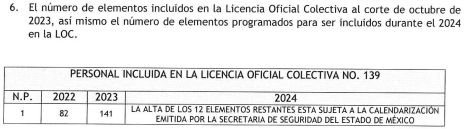 6. El número de elementos incluidos en la Licencia Oficial Colectiva al corte de octubre de
2023, así mismo el número de elementos programados para ser incluidos durante el 2024
en la LOC.
PERSONAL INCLUIDA EN LA LICENCIA OFICIAL COLECTIVA NO. 139
N.P. 2022 2023 2024
1 82 141 LA ALTA DE LOS 12 ELEMENTOS RESTANTES ESTA SUJETA A LA CALENDARIZACIÓN
EMITIDA POR LA SECRETARIA DE SEGURIDAD DEL ESTADO DE MÉXICO